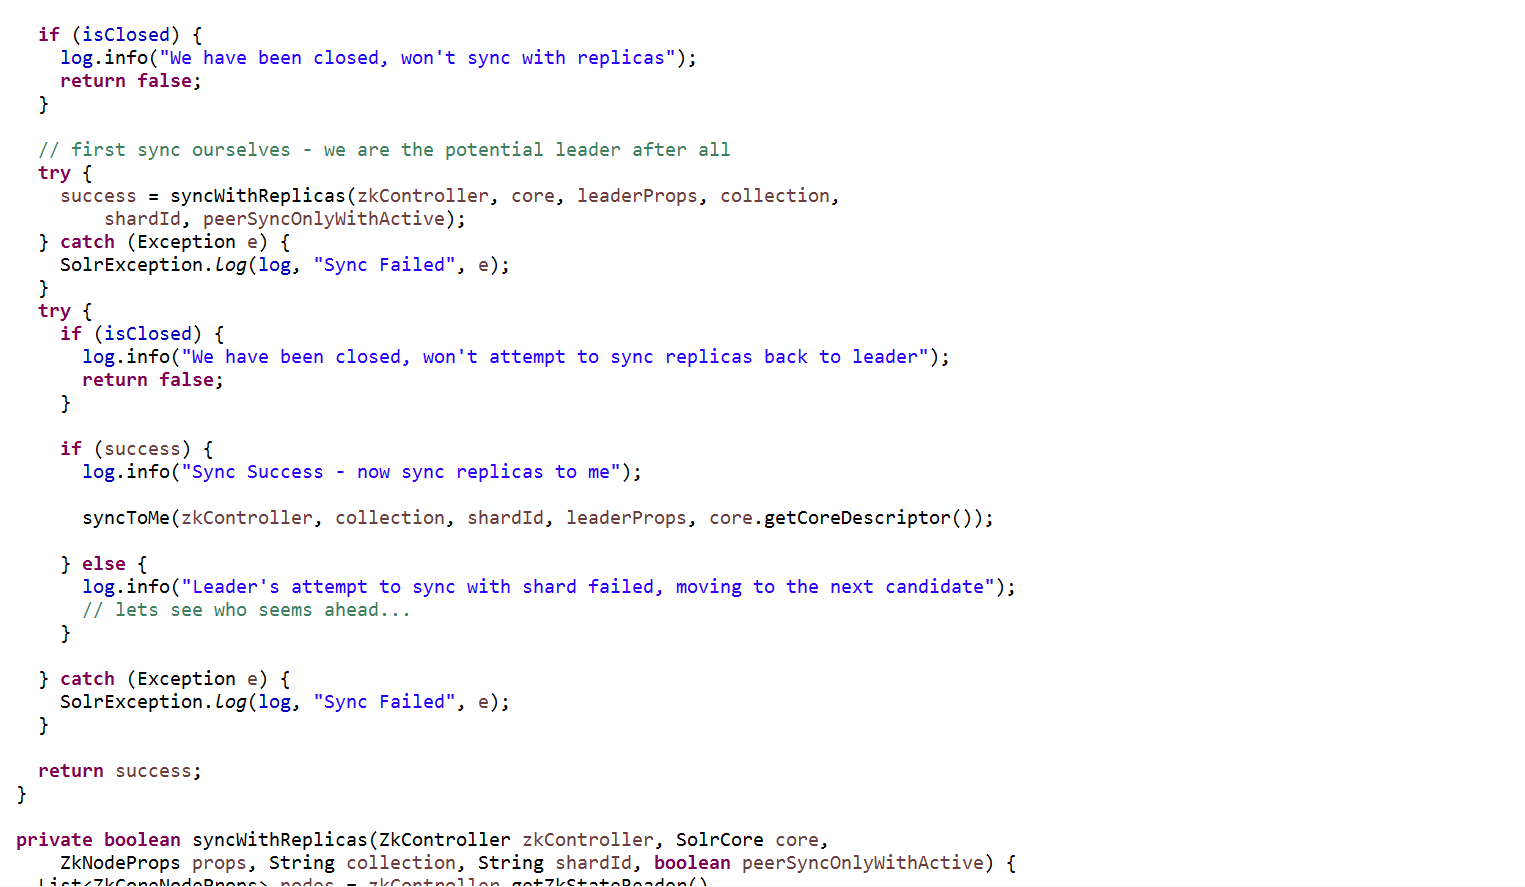 if (isClosed) {
log.info("We have been closed, won't sync with replicas");
return false;
}
// first sync ourselves - we are the potential leader after all
try {
success = syncWithReplicas(zkController, core, leaderProps, collection,
shardId, peerSyncOnlyWithActive);
} catch (Exception e) {
SolrException.log(log, "Sync Failed", e);
}
try {
if (isClosed) {
log.info("We have been closed, won't attempt to sync replicas back to leader");
return false;
}
if (success) {
log.info("Sync Success - now sync replicas to me");
syncToMe(zkController, collection, shardId, leaderProps, core.getCoreDescriptor());
} else {
log.info("Leader's attempt to sync with shard failed, moving to the next candidate");
// lets see who seems ahead...
}
} catch (Exception e) {
SolrException.log(log, "Sync Failed", e);
}
return success;
}
private boolean syncWithReplicas(ZkController zkController, SolrCore core,
ZkNodeProps props, String collection, String shardId, boolean peerSyncOnlyWithActive) {
List<ZkCoreNodeProps> nodes = zkController.getZkStateReader()